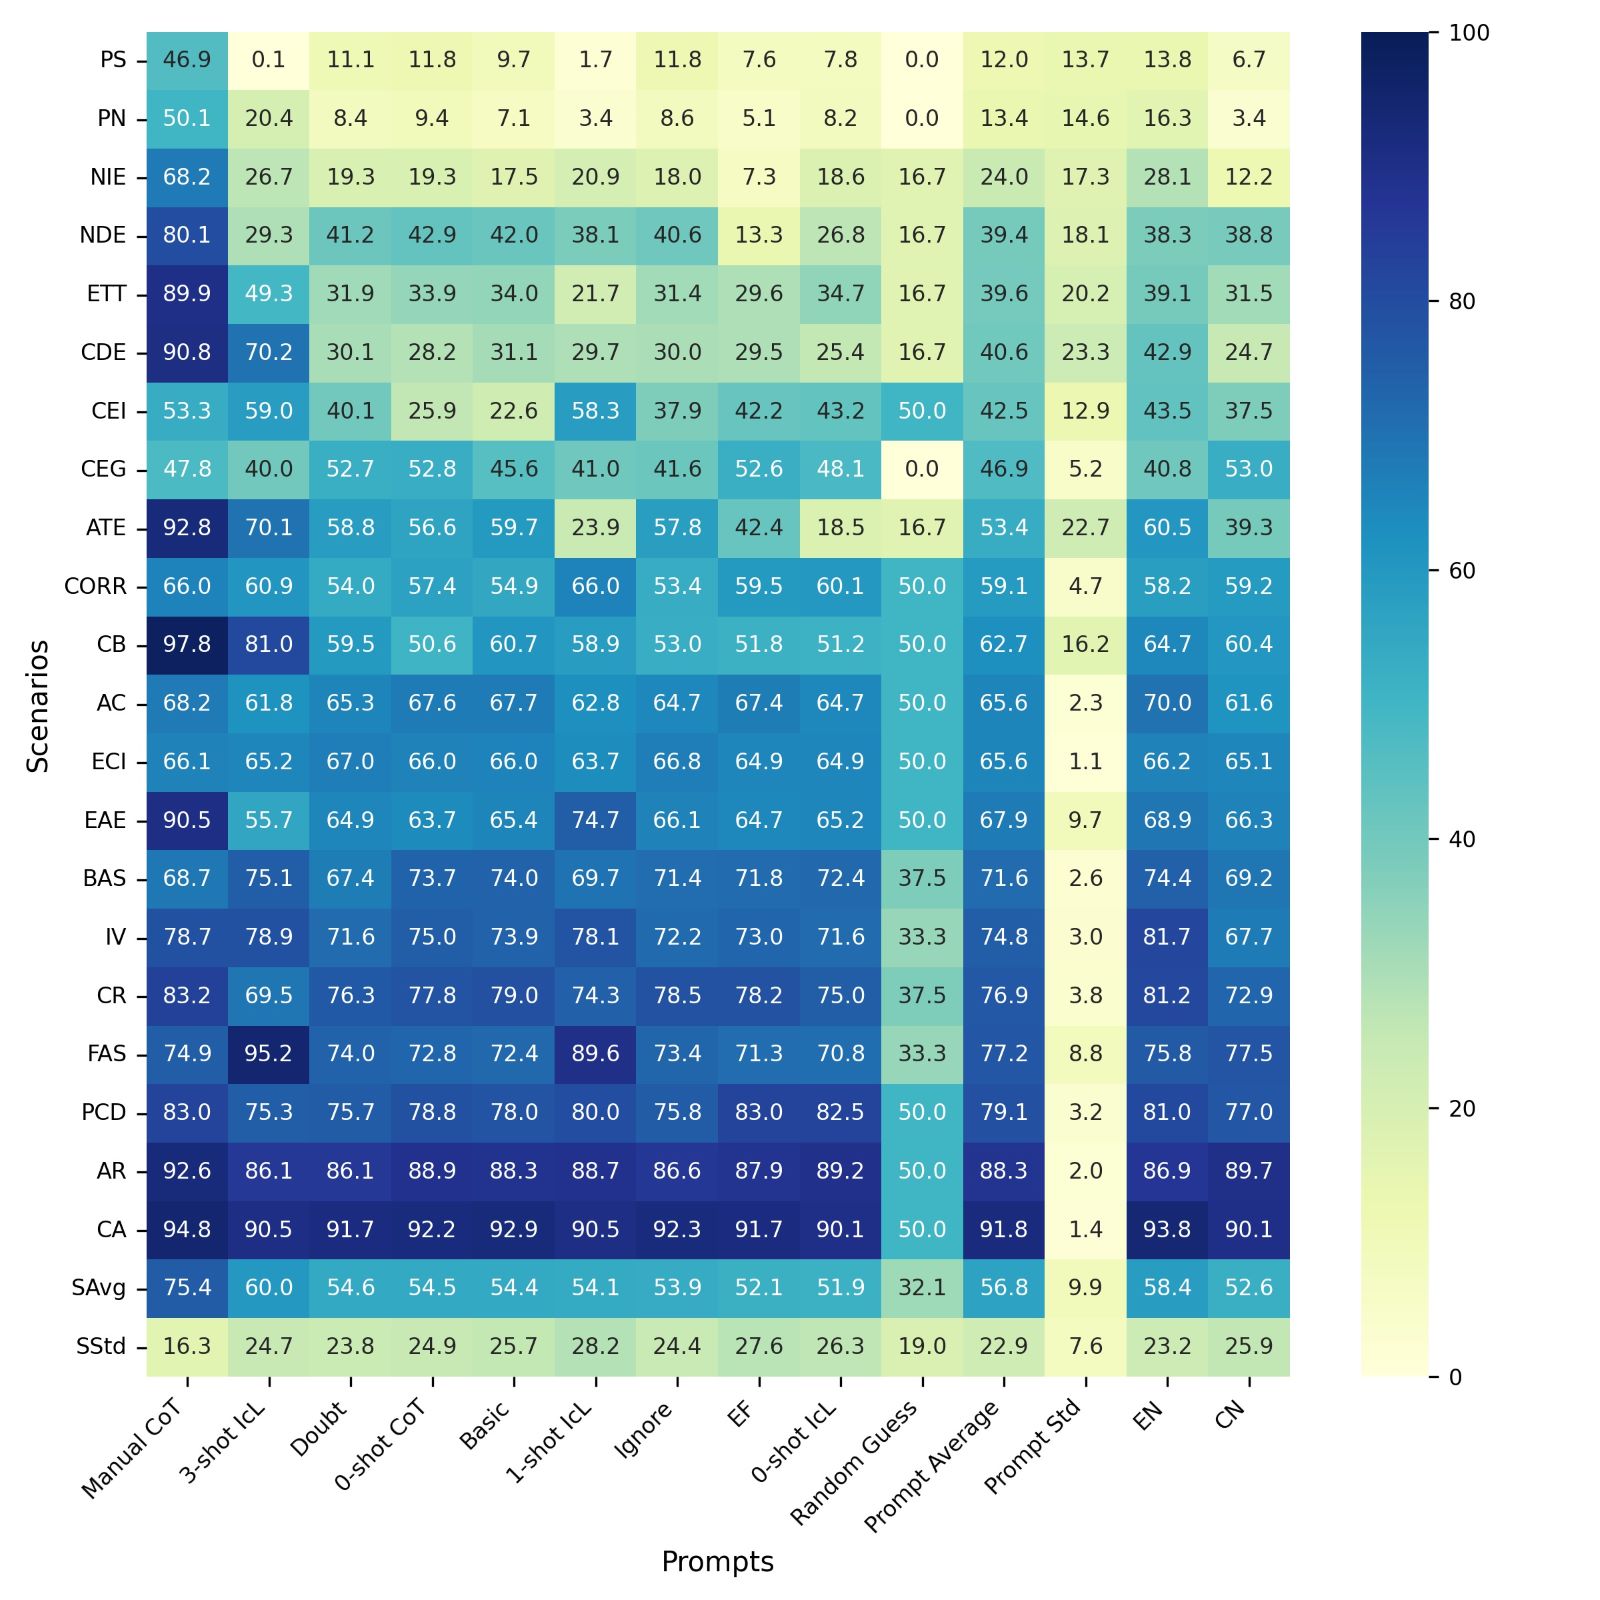 PS 46.9 0.1 11.1 11.8 9.7 1.7 11.8 7.6 7.8 0.0 12.0 13.7 13.8 6.7
PN 50.1 20.4 8.4 9.4 7.1 3.4 8.6 5.1 8.2 0.0 13.4 14.6 16.3 3.4
NIE 68.2 26.7 19.3 19.3 17.5 20.9 18.0 7.3 18.6 16.7 24.0 17.3 28.1 12.2
NDE 80.1 29.3 41.2 42.9 42.0 38.1 40.6 13.3 26.8 16.7 39.4 18.1 38.3 38.8
ETT 89.9 49.3 31.9 33.9 34.0 21.7 31.4 29.6 34.7 16.7 39.6 20.2 39.1 31.5
CDE 90.8 70.2 30.1 28.2 31.1 29.7 30.0 29.5 25.4 16.7 40.6 23.3 42.9 24.7
CEI 53.3 59.0 40.1 25.9 22.6 58.3 37.9 42.2 43.2 50.0 42.5 12.9 43.5 37.5
CEG 47.8 40.0 52.7 52.8 45.6 41.0 41.6 52.6 48.1 0.0 46.9 5.2 40.8 53.0
ATE 92.8 70.1 58.8 56.6 59.7 23.9 57.8 42.4 18.5 16.7 53.4 22.7 60.5 39.3
CORR 66.0 60.9 54.0 57.4 54.9 66.0 53.4 59.5 60.1 50.0 59.1 4.7 58.2 59.2
CB 97.8 81.0 59.5 50.6 60.7 58.9 53.0 51.8 51.2 50.0 62.7 16.2 64.7 60.4
AC 68.2 61.8 65.3 67.6 67.7 62.8 64.7 67.4 64.7 50.0 65.6 2.3 70.0 61.6
ECI 66.1 65.2 67.0 66.0 66.0 63.7 66.8 64.9 64.9 50.0 65.6 1.1 66.2 65.1
EAE 90.5 55.7 64.9 63.7 65.4 74.7 66.1 64.7 65.2 50.0 67.9 9.7 68.9 66.3
BAS 68.7 75.1 67.4 73.7 74.0 69.7 71.4 71.8 72.4 37.5 71.6 2.6 74.4 69.2
IV 78.7 78.9 71.6 75.0 73.9 78.1 72.2 73.0 71.6 33.3 74.8 3.0 81.7 67.7
CR 83.2 69.5 76.3 77.8 79.0 74.3 78.5 78.2 75.0 37.5 76.9 3.8 81.2 72.9
FAS 74.9 95.2 74.0 72.8 72.4 89.6 73.4 71.3 70.8 33.3 77.2 8.8 75.8 77.5
PCD 83.0 75.3 75.7 78.8 78.0 80.0 75.8 83.0 82.5 50.0 79.1 3.2 81.0 77.0
AR 92.6 86.1 86.1 88.9 88.3 88.7 86.6 87.9 89.2 50.0 88.3 2.0 86.9 89.7
CA 94.8 90.5 91.7 92.2 92.9 90.5 92.3 91.7 90.1 50.0 91.8 1.4 93.8 90.1
SAvg 75.4 60.0 54.6 54.5 54.4 54.1 53.9 52.1 51.9 32.1 56.8 9.9 58.4 52.6
SStd 16.3 24.7 23.8 24.9 25.7 28.2 24.4 27.6 26.3 19.0 22.9 7.6 23.2 25.9
Manual CoT
3-shot IcL
Doubt
0-shot CoT
Basic
1-shot IcL
Ignore
EF
0-shot IcL
Random Guess
Prompt Average
Prompt Std
EN
CN
Prompts
Scenarios
100
80
60
40
20
0